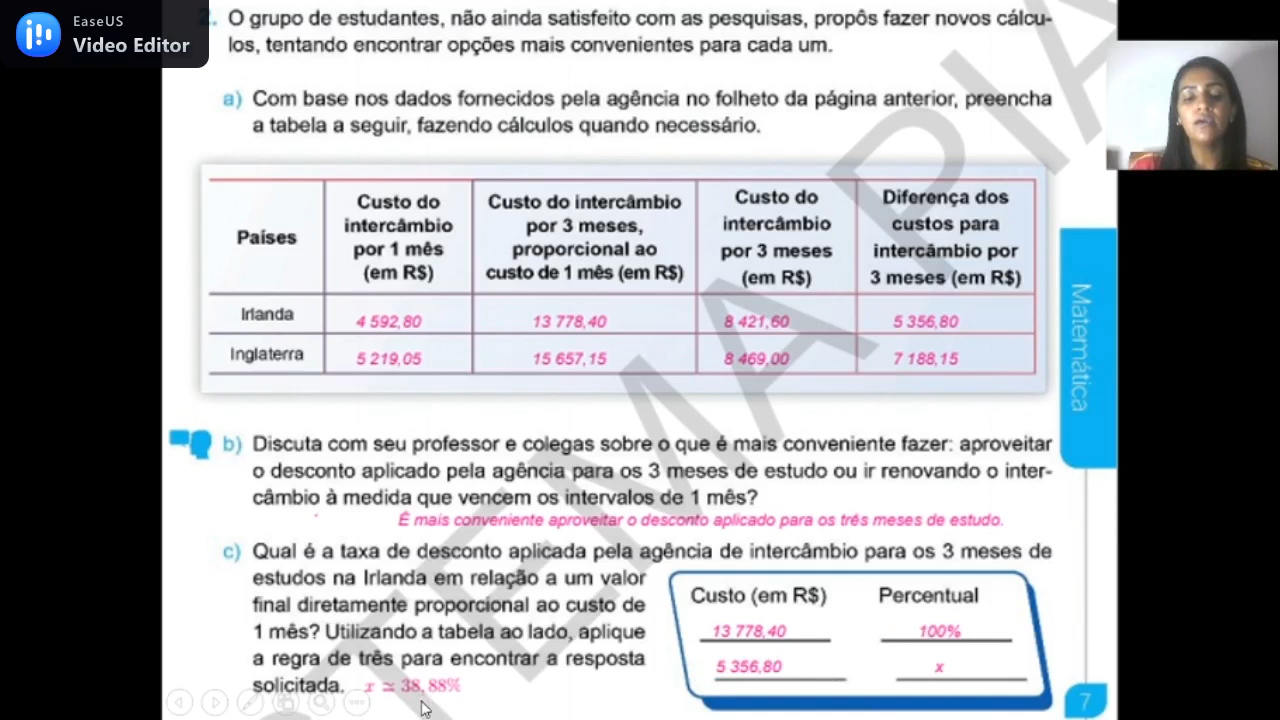 EaseUS
Video Editor
2. O grupo de estudantes, não ainda satisfeito com as pesquisas, propôs fazer novos cálcu-
los, tentando encontrar opções mais convenientes para cada um.
a) Com base nos dados fornecidos pela agência no folheto da página anterior, preencha
a tabela a seguir, fazendo cálculos quando necessário.
Países
Custo do
intercâmbio
por 1 mês
(em R$)
Custo do intercâmbio
por 3 meses,
proporcional ao
custo de 1 mês (em R$)
Custo do
intercâmbio
por 3 meses
(em R$)
Diferença dos
custos para
intercâmbio por
3 meses (em R$)
Irlanda 4 592,80 13 778,40 8 421,60 5 356,80
Inglaterra 5 219,05 15 657,15 8 469,00 7 188,15
Matemática
b) Discuta com seu professor e colegas sobre o que é mais conveniente fazer: aproveitar
o desconto aplicado pela agência para os 3 meses de estudo ou ir renovando o inter-
câmbio à medida que vencem os intervalos de 1 mês?
É mais conveniente aproveitar o desconto aplicado para os três meses de estudo.
c) Qual é a taxa de desconto aplicada pela agência de intercâmbio para os 3 meses de
estudos na Irlanda em relação a um valor
final diretamente proporcional ao custo de
1 mês? Utilizando a tabela ao lado, aplique
a regra de três para encontrar a resposta
solicitada. x ≃ 38,88%
Custo (em R$) Percentual
13 778,40 100%
5 356,80 x
7